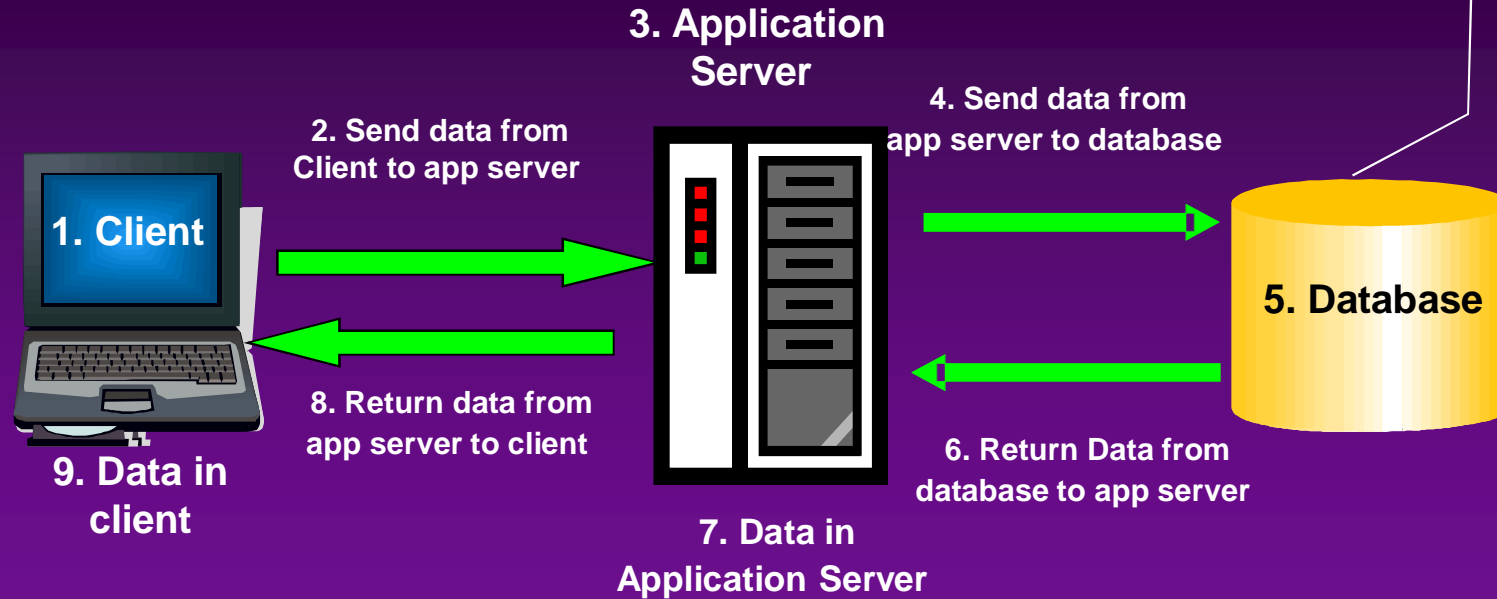 3. Application
Server
4. Send data from
app server to database
2. Send data from
Client to app server
1. Client
5. Database
8. Return data from
app server to client
6. Return Data from
database to app server
9. Data in
client
7. Data in
Application Server